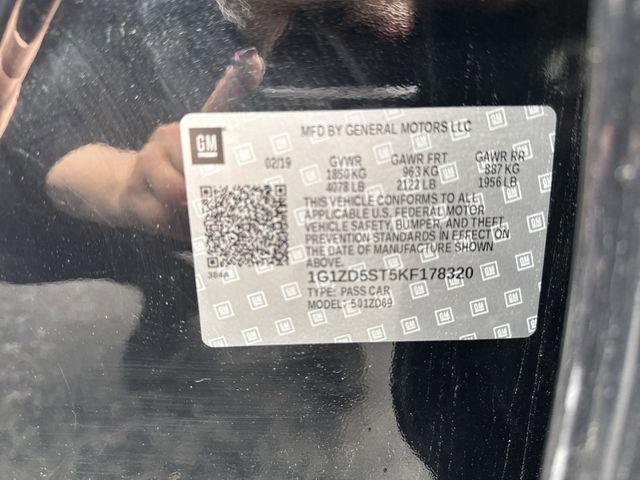 GM
MFD BY GENERAL MOTORS LLC
02/19 GVWR GAWR FRT GAWR RR
1850 KG 963 KG 887 KG
4078 LB 2122 LB 1956 LB
THIS VEHICLE CONFORMS TO ALL
APPLICABLE U.S. FEDERAL MOTOR
VEHICLE SAFETY, BUMPER, AND THEFT
PREVENTION STANDARDS IN EFFECT ON
THE DATE OF MANUFACTURE SHOWN
ABOVE.
384A
1G1ZD5ST5KF178320
TYPE: PASS CAR
MODEL: 501ZD69